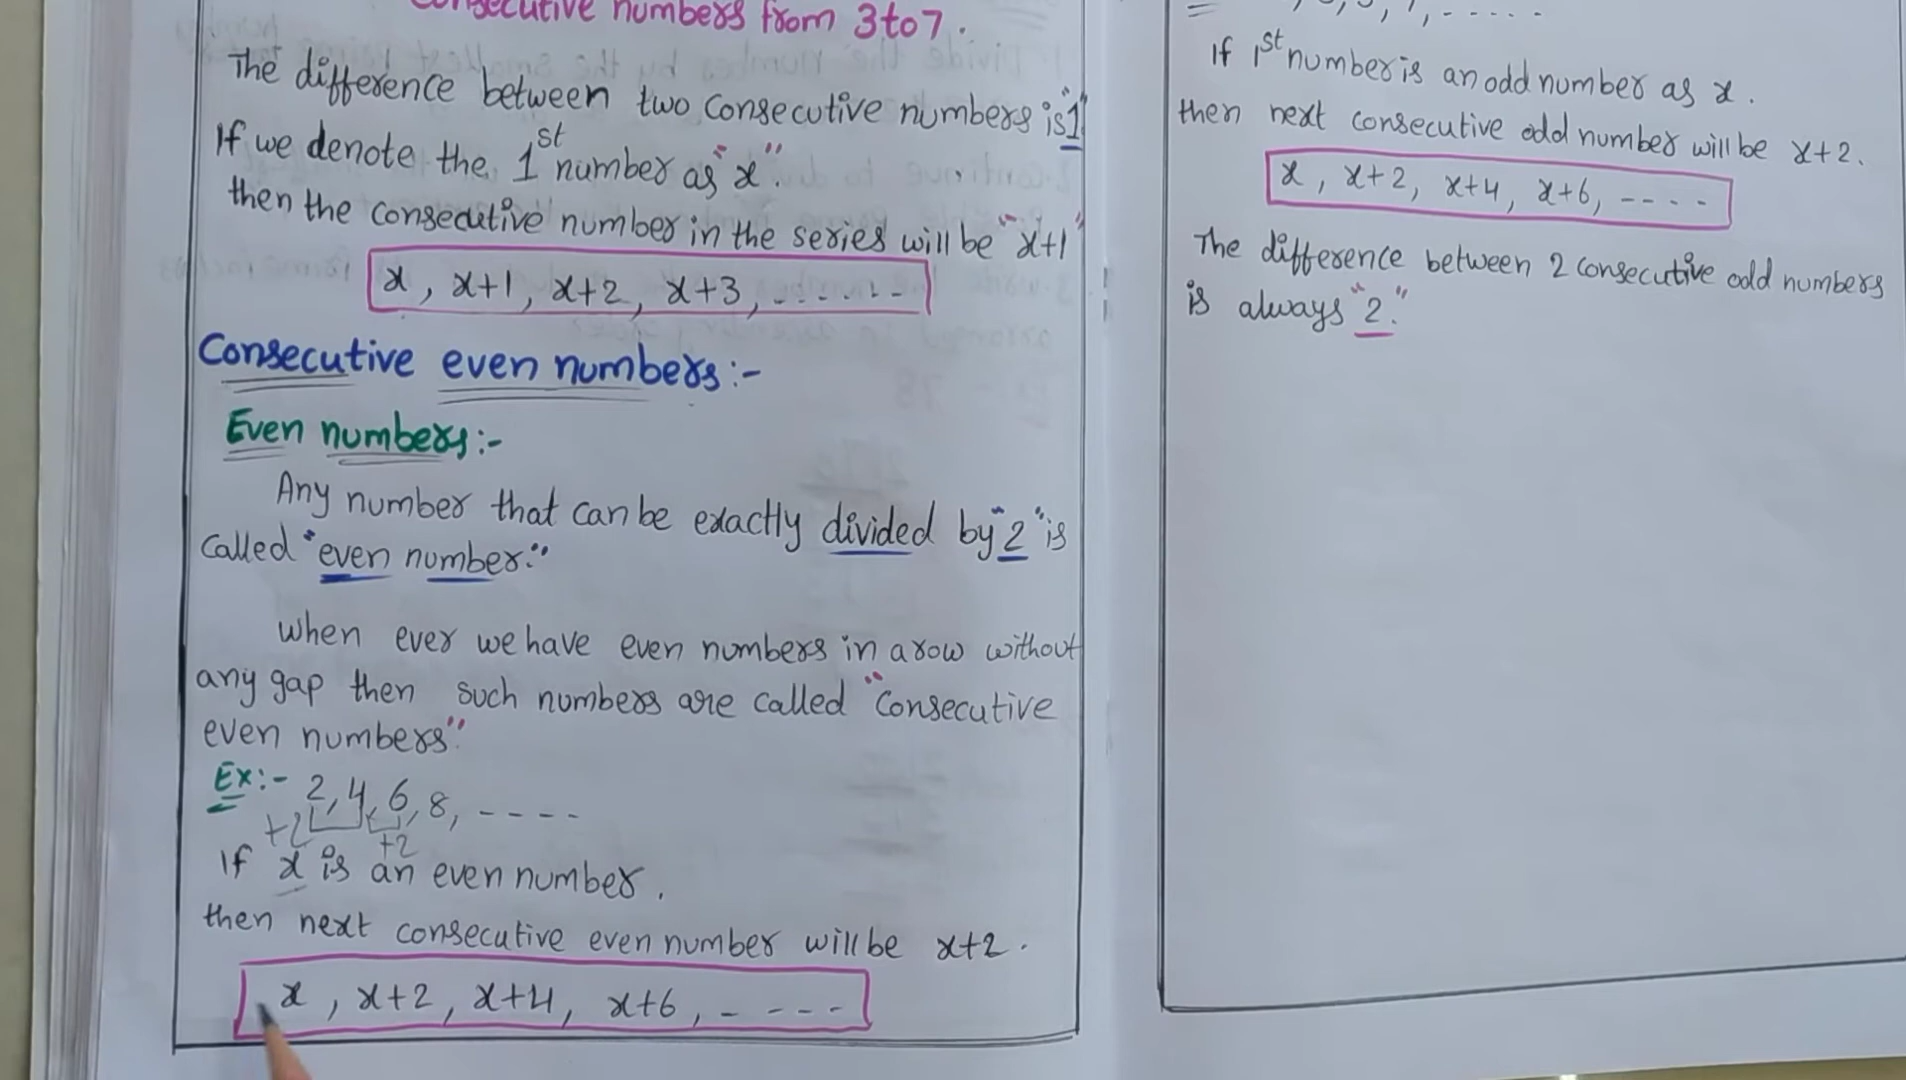 Consecutive numbers from 3 to 7.
The difference between two consecutive numbers is "1"
If we denote the 1st number as "x".
then the consecutive number in the series will be "x+1"
x, x+1, x+2, x+3, ......
Consecutive even numbers:-
Even numbers:-
Any number that can be exactly divided by "2" is
called "even number."
When ever we have even numbers in a row without
any gap then such numbers are called "consecutive
even numbers"
Ex:- 2, 4, 6, 8, ----
+2 +2
If x is an even number.
then next consecutive even number will be x+2.
x, x+2, x+4, x+6, ----
If 1st number is an odd number as x.
then next consecutive odd number will be x+2.
x, x+2, x+4, x+6, ----
The difference between 2 consecutive odd numbers
is always "2."